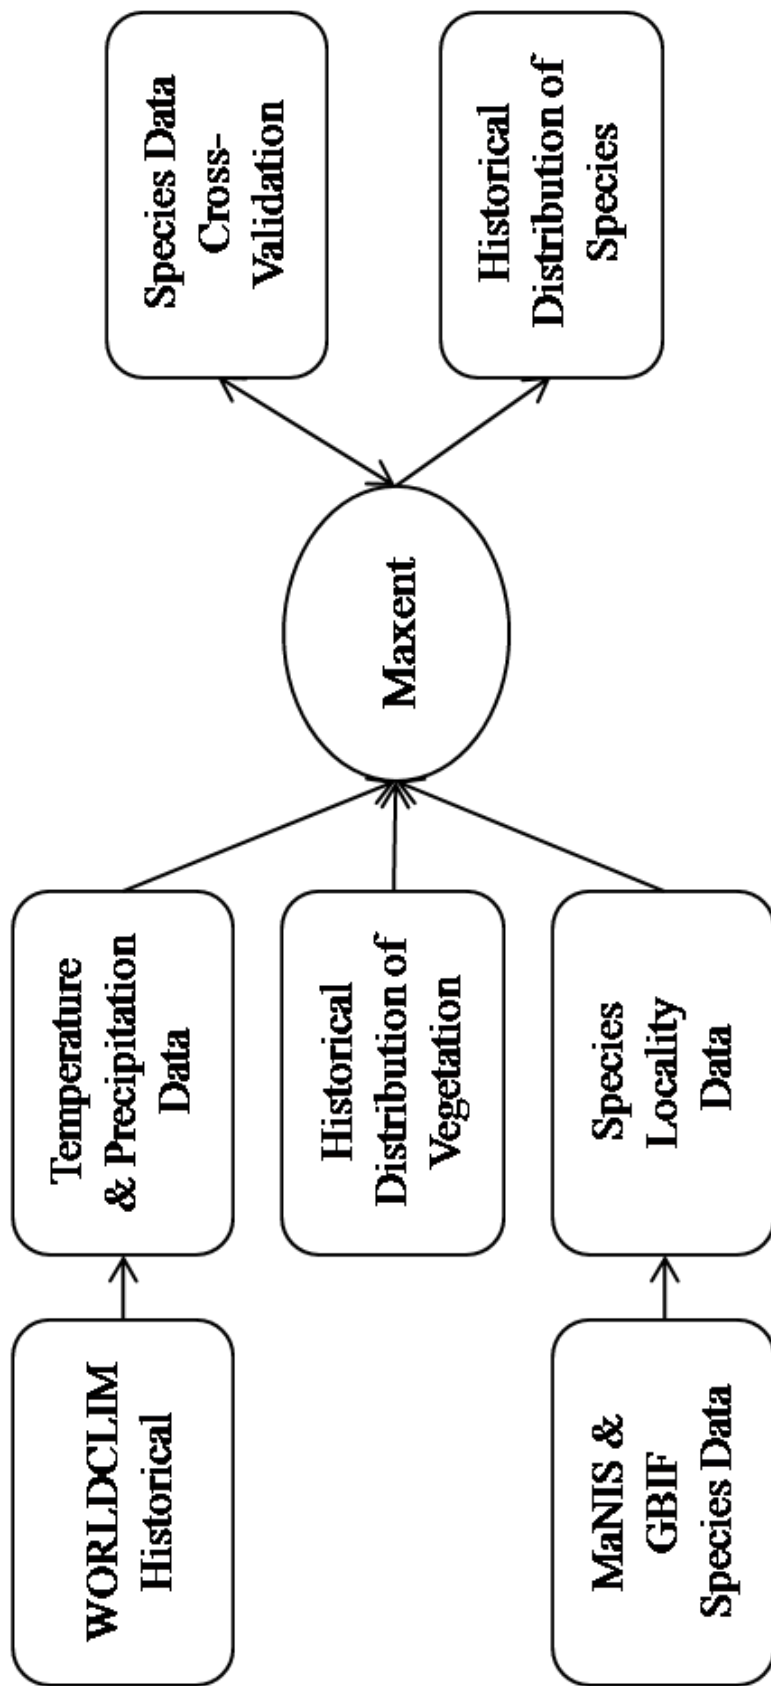 WORLDCLIM
Historical
Temperature
& Precipitation
Data
Historical
Distribution of
Vegetation
MaNIS &
GBIF
Species Data
Species
Locality
Data
Maxent
Species Data
Cross-
Validation
Historical
Distribution of
Species